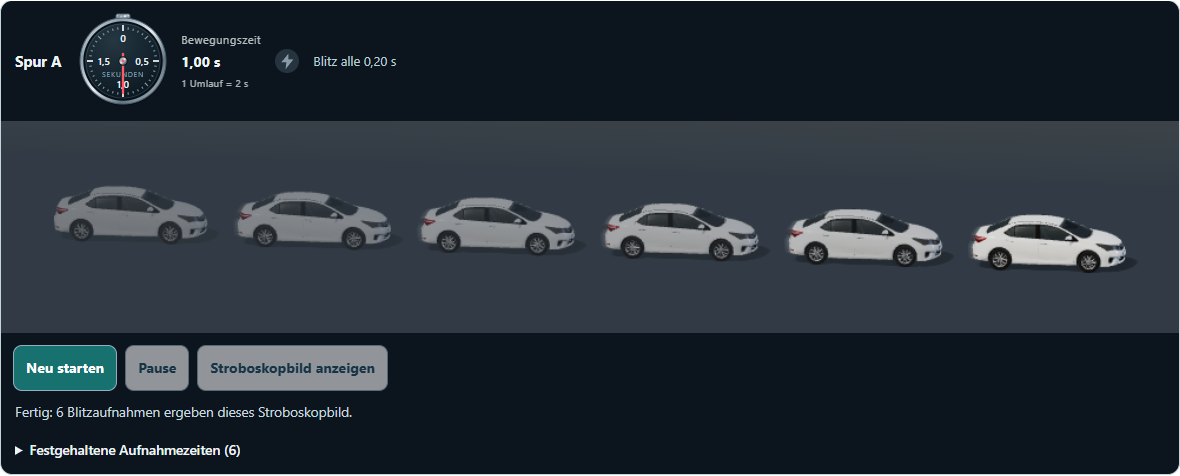 Spur A
0
1,5
0,5
SEKUNDEN
1,0
Bewegungszeit
1,00 s
1 Umlauf = 2 s
Blitz alle 0,20 s
Neu starten
Pause
Stroboskopbild anzeigen
Fertig: 6 Blitzaufnahmen ergeben dieses Stroboskopbild.
Festgehaltene Aufnahmezeiten (6)